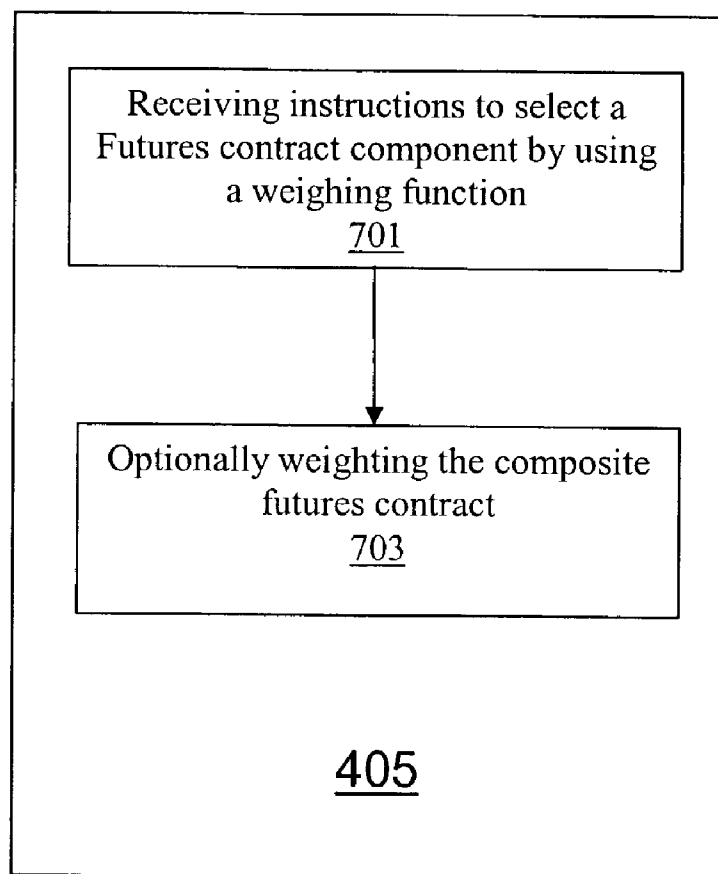 Receiving instructions to select a
Futures contract component by using
a weighing function
701
Optionally weighting the composite
futures contract
703
405